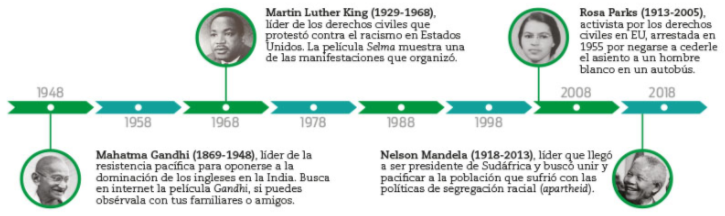 Martin Luther King (1929-1968),
líder de los derechos civiles que
protestó contra el racismo en Estados
Unidos. La película Selma muestra una
de las manifestaciones que organizó.
Rosa Parks (1913-2005),
activista por los derechos
civiles en EU, arrestada en
1955 por negarse a cederle
el asiento a un hombre
blanco en un autobús.
1948
1958
1968
1978
1988
1998
2008
2018
Mahatma Gandhi (1869-1948), líder de la
resistencia pacífica para oponerse a la
dominación de los ingleses en la India. Busca
en internet la película Gandhi, si puedes
obsérvala con tus familiares o amigos.
Nelson Mandela (1918-2013), líder que llegó
a ser presidente de Sudáfrica y buscó unir y
pacificar a la población que sufrió con las
políticas de segregación racial (apartheid).